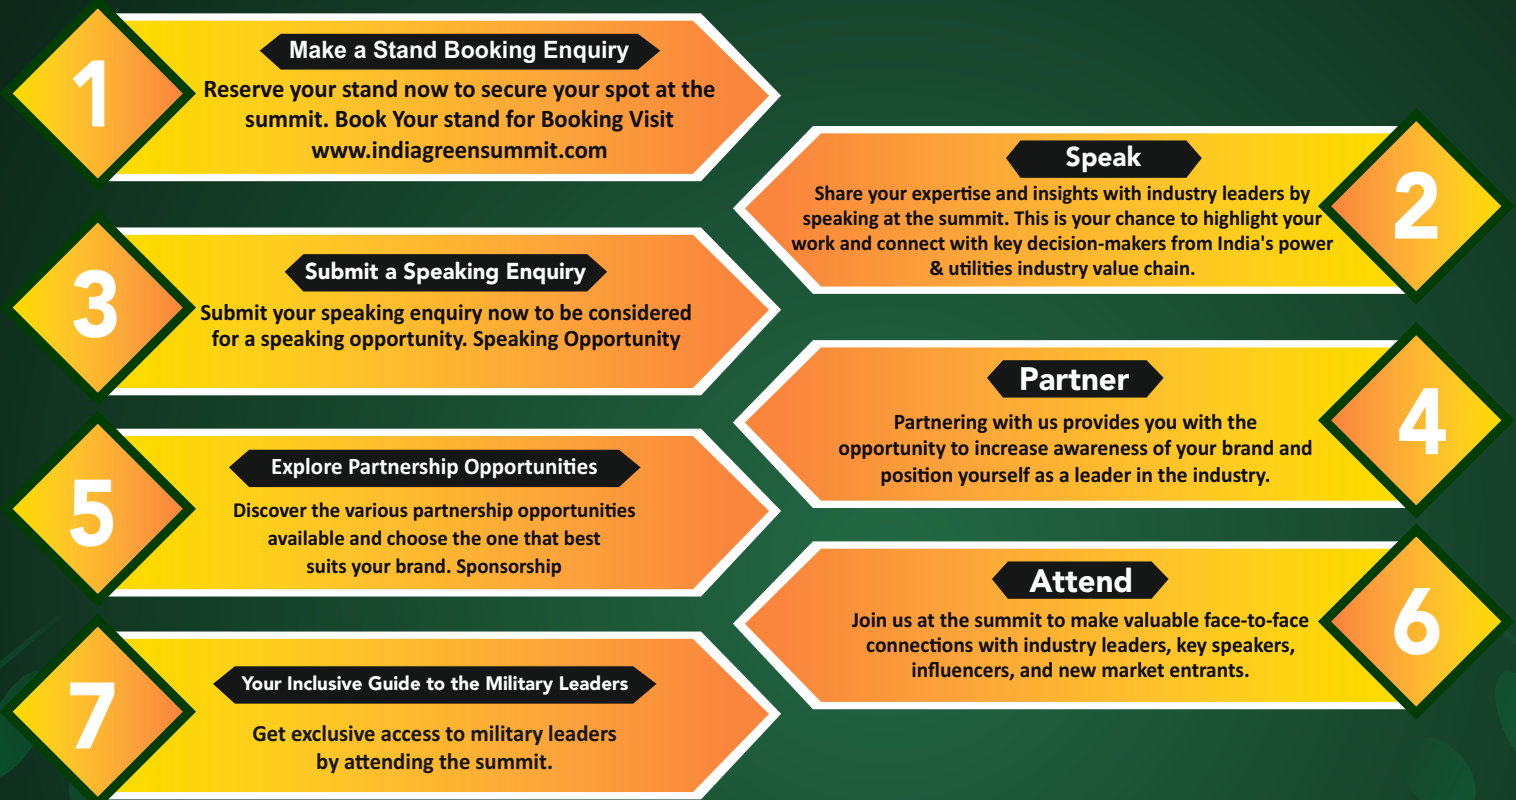 1
Make a Stand Booking Enquiry
Reserve your stand now to secure your spot at the
summit. Book Your stand for Booking Visit
www.indiagreensummit.com
2
Speak
Share your expertise and insights with industry leaders by
speaking at the summit. This is your chance to highlight your
work and connect with key decision-makers from India's power
& utilities industry value chain.
3
Submit a Speaking Enquiry
Submit your speaking enquiry now to be considered
for a speaking opportunity. Speaking Opportunity
4
Partner
Partnering with us provides you with the
opportunity to increase awareness of your brand and
position yourself as a leader in the industry.
5
Explore Partnership Opportunities
Discover the various partnership opportunities
available and choose the one that best
suits your brand. Sponsorship
6
Attend
Join us at the summit to make valuable face-to-face
connections with industry leaders, key speakers,
influencers, and new market entrants.
7
Your Inclusive Guide to the Military Leaders
Get exclusive access to military leaders
by attending the summit.